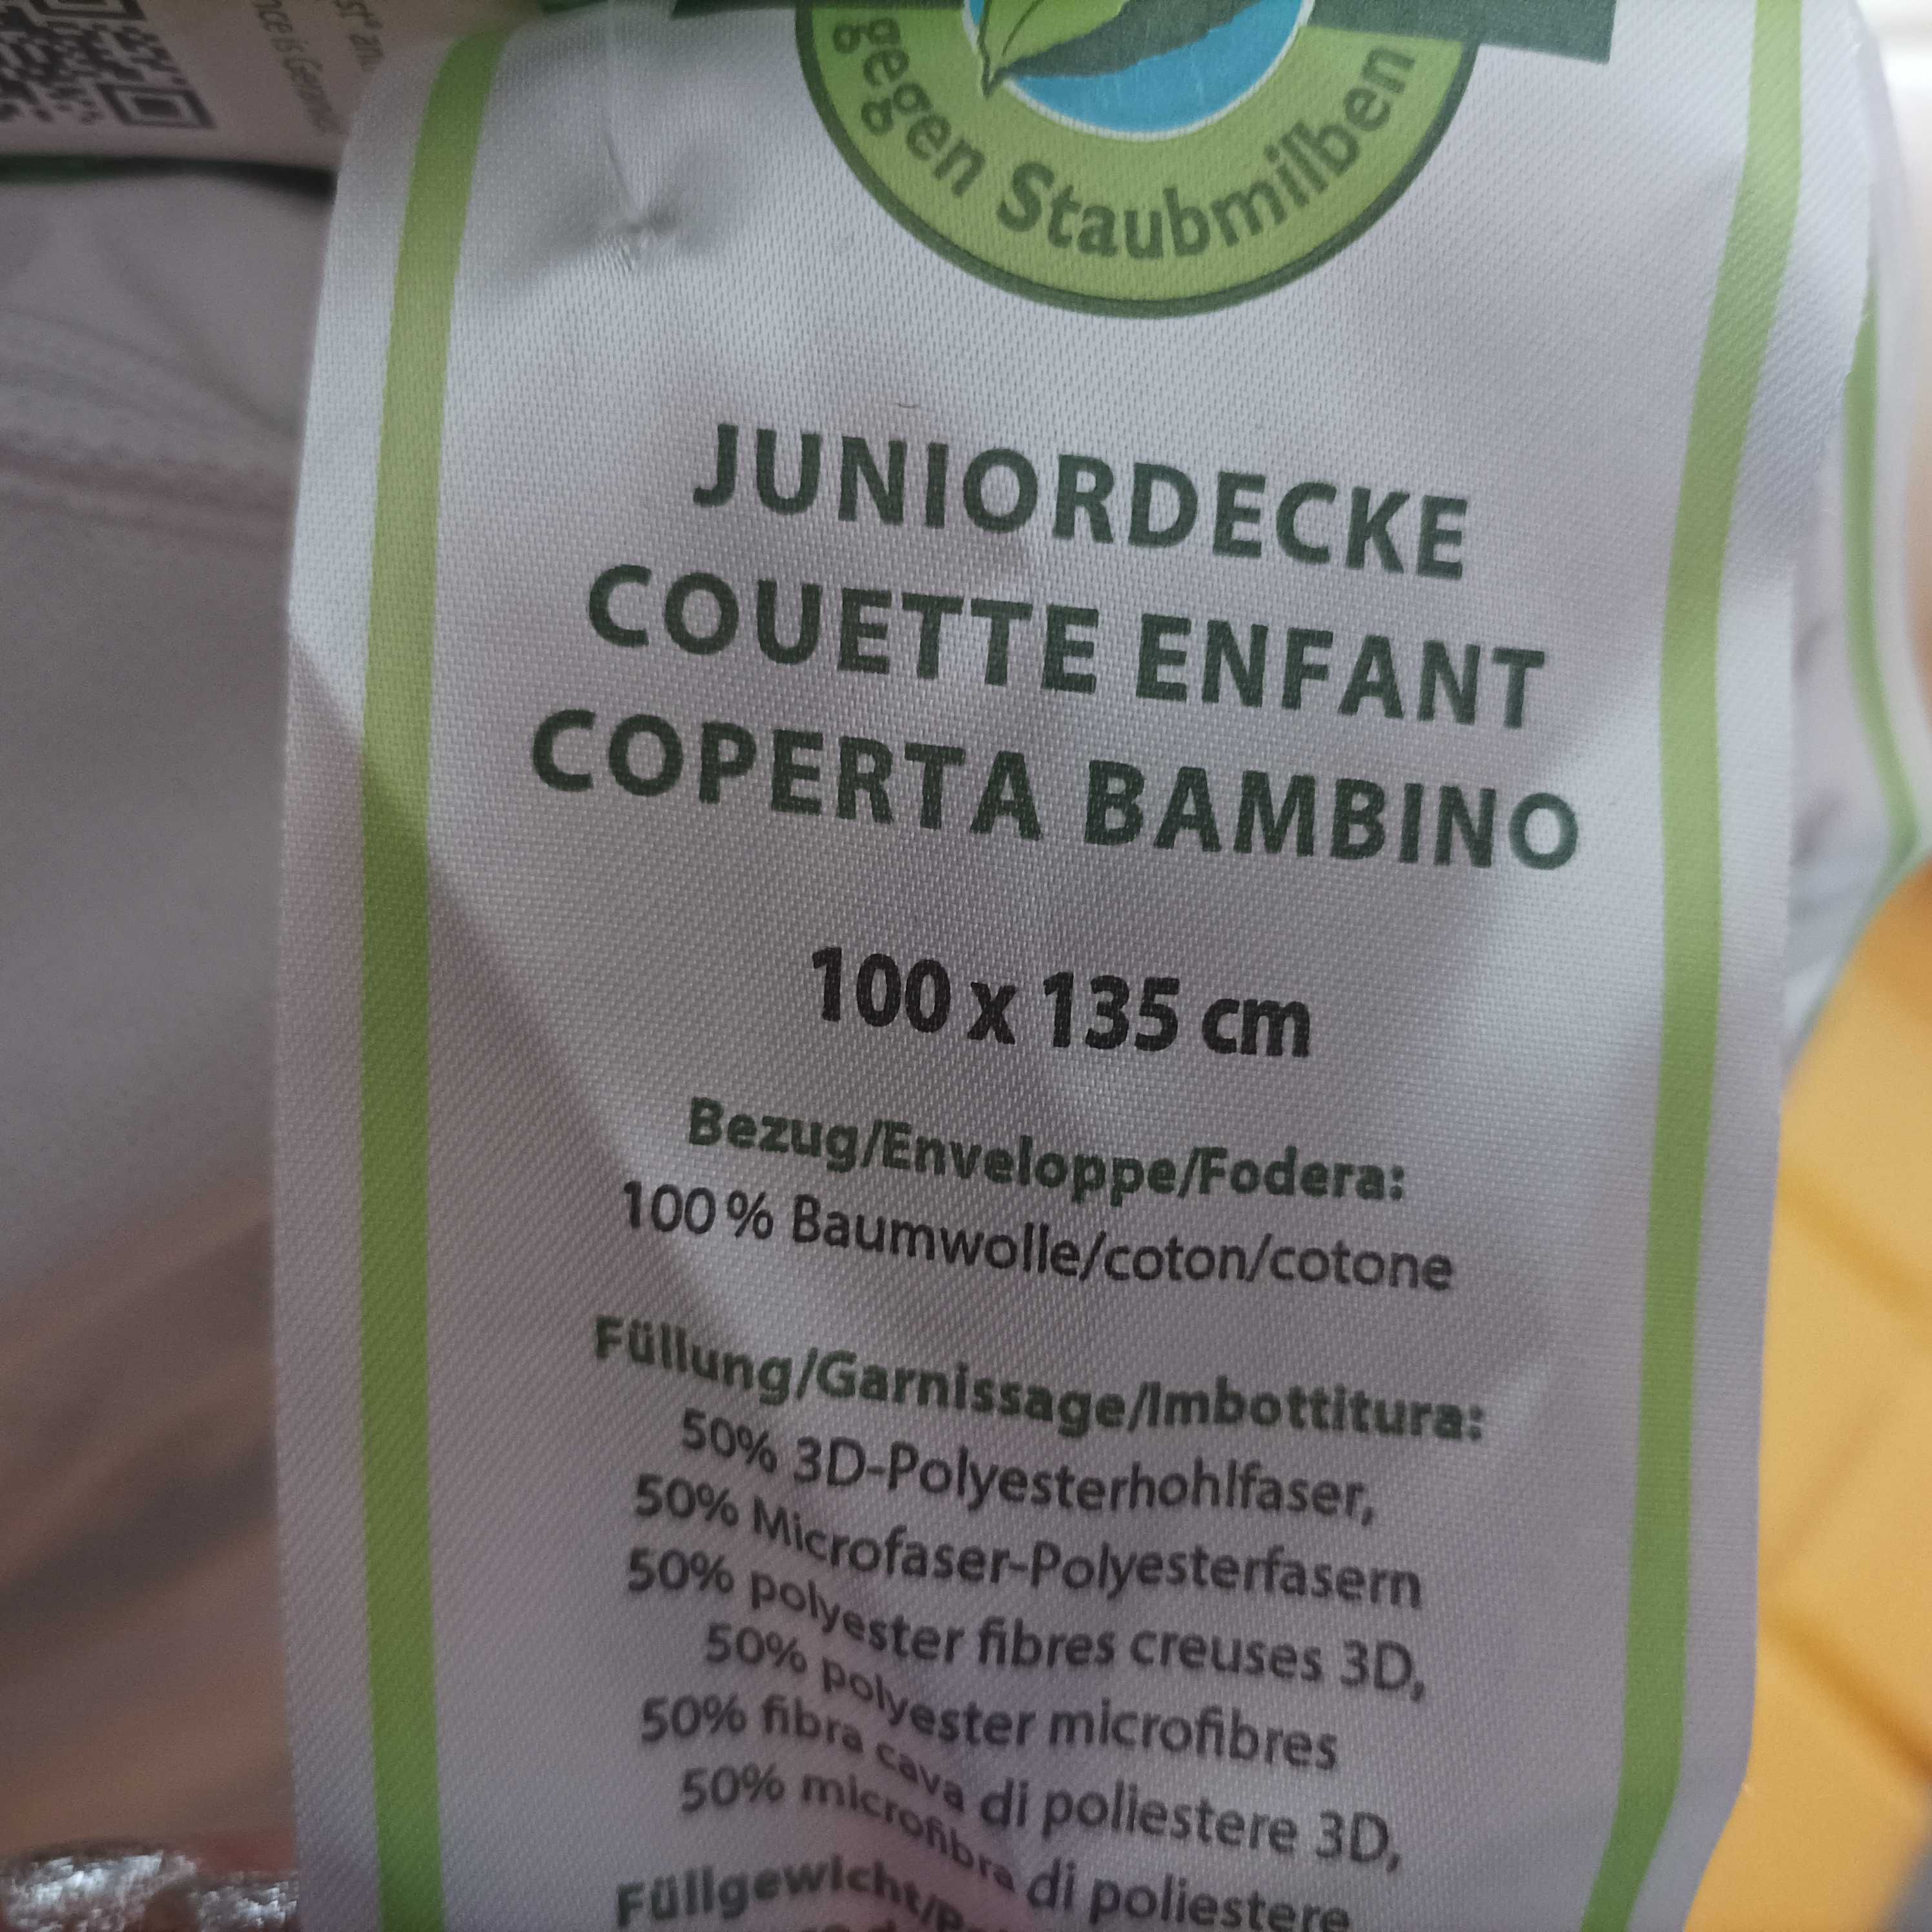 gegen Staubmilben
JUNIORDECKE
COUETTE ENFANT
COPERTA BAMBINO
100 x 135 cm
Bezug/Enveloppe/Fodera:
100% Baumwolle/coton/cotone
Füllung/Garnissage/Imbottitura:
50% 3D-Polyesterhohlfaser,
50% Microfaser-Polyesterfasern
50% polyester fibres creuses 3D,
50% polyester microfibres
50% fibra cava di poliestere 3D,
50% microfibra di poliestere
Füllgewicht/